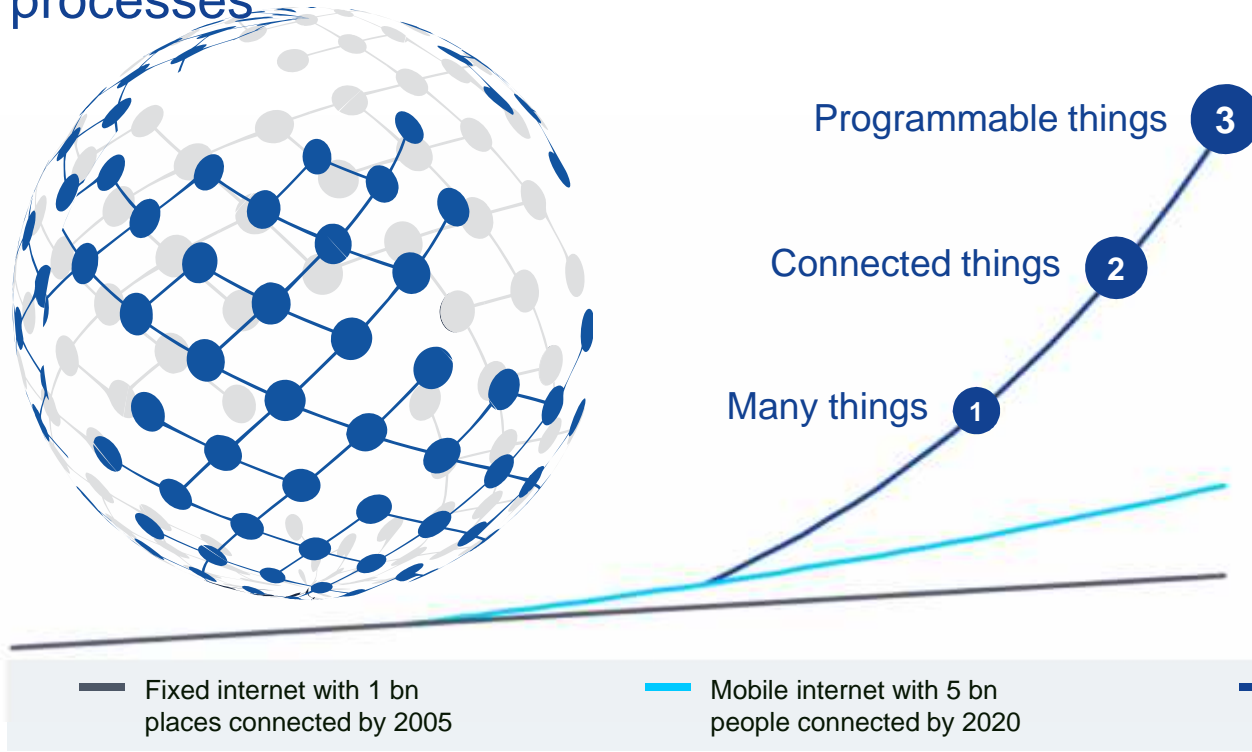 processes
Programmable things 3
Connected things 2
Many things 1
Fixed internet with 1 bn
places connected by 2005
Mobile internet with 5 bn
people connected by 2020